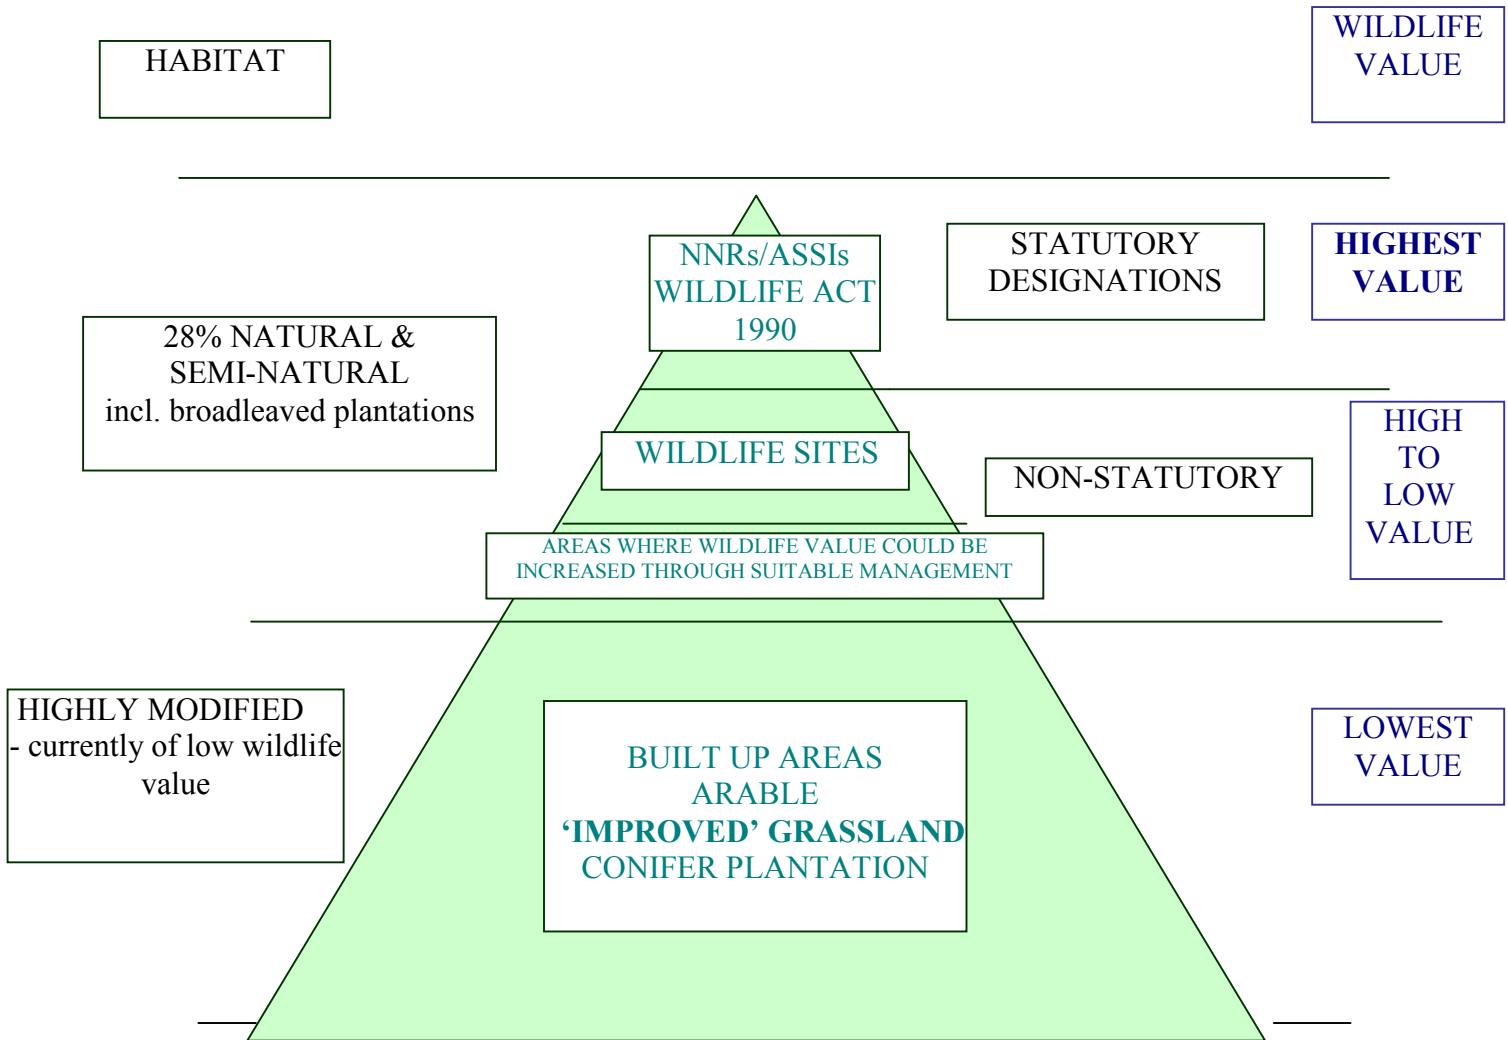 HABITAT
WILDLIFE
VALUE
NNRs/ASSIs
WILDLIFE ACT
1990
STATUTORY
DESIGNATIONS
HIGHEST
VALUE
28% NATURAL &
SEMI-NATURAL
incl. broadleaved plantations
WILDLIFE SITES
NON-STATUTORY
HIGH
TO
LOW
VALUE
AREAS WHERE WILDLIFE VALUE COULD BE
INCREASED THROUGH SUITABLE MANAGEMENT
HIGHLY MODIFIED
- currently of low wildlife
value
BUILT UP AREAS
ARABLE
‘IMPROVED’ GRASSLAND
CONIFER PLANTATION
LOWEST
VALUE